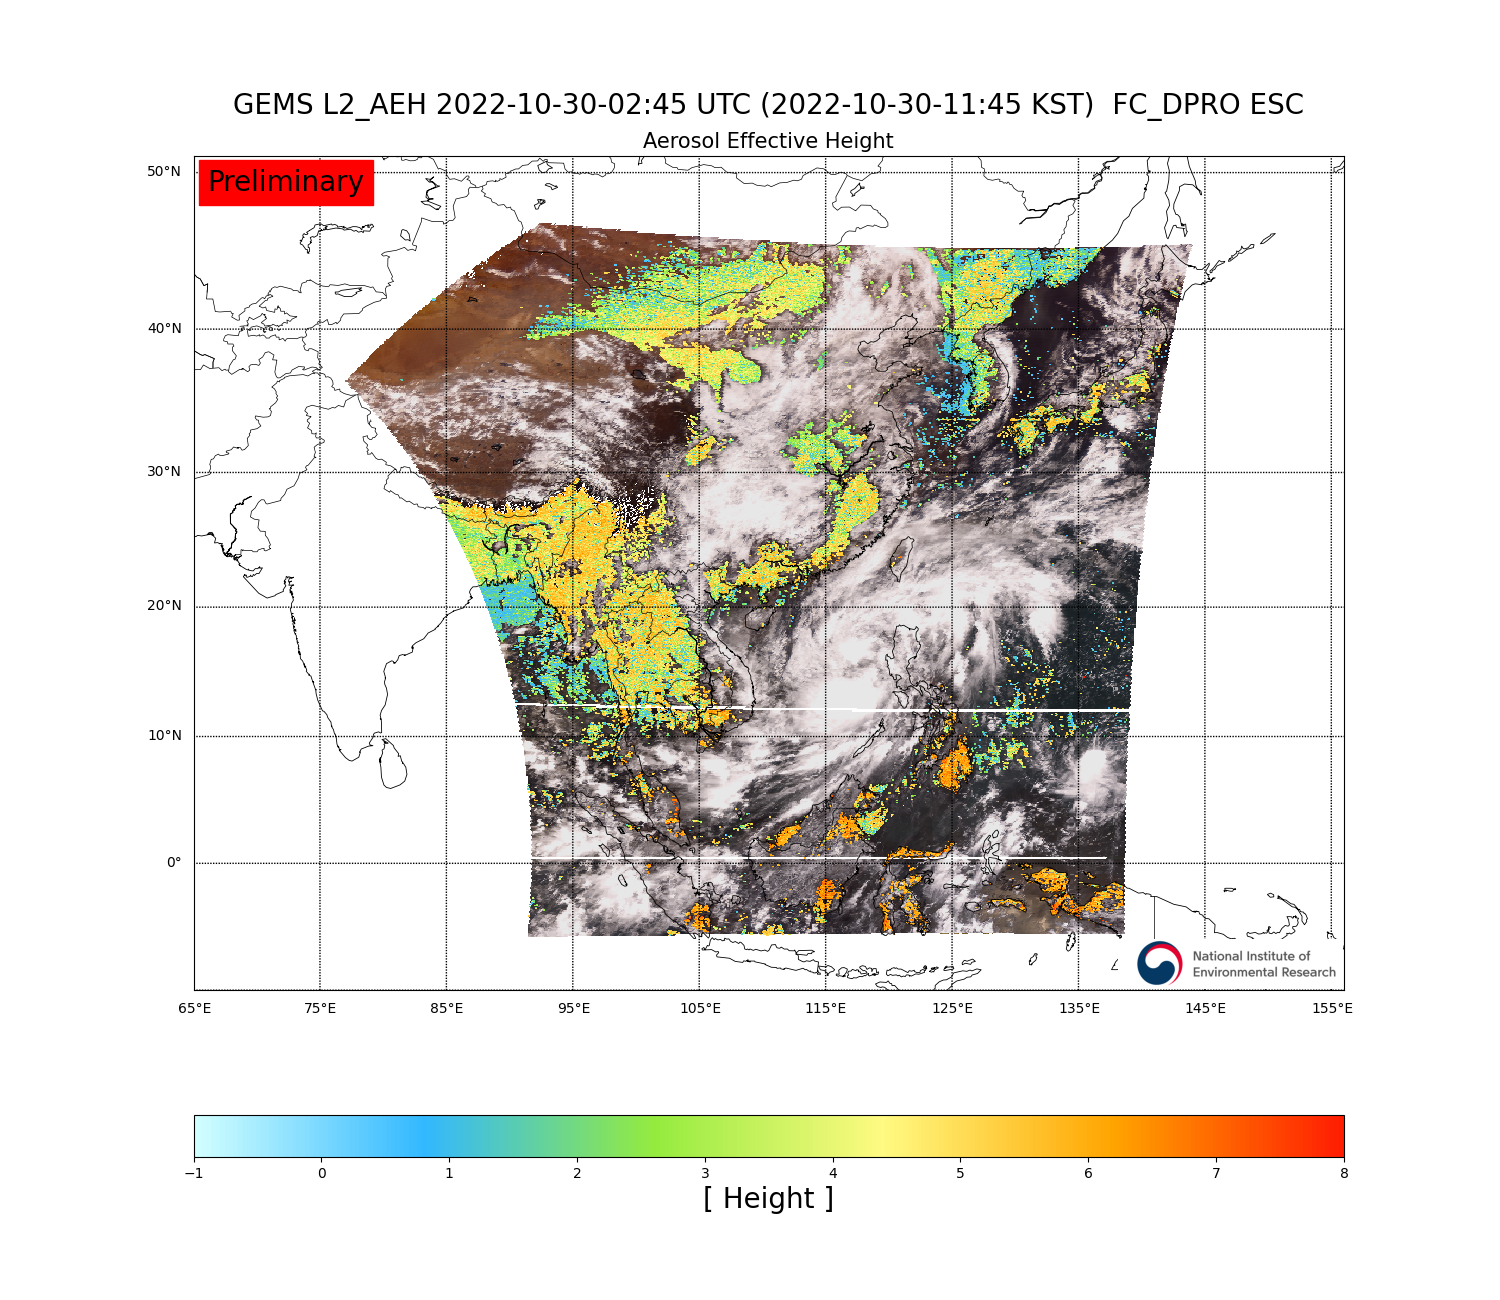 GEMS L2_AEH 2022-10-30-02:45 UTC (2022-10-30-11:45 KST)  FC_DPRO ESC
Aerosol Effective Height
Preliminary
50°N
40°N
30°N
20°N
10°N
0°
National Institute of
Environmental Research
65°E 75°E 85°E 95°E 105°E 115°E 125°E 135°E 145°E 155°E
−1 0 1 2 3 4 5 6 7 8
[ Height ]